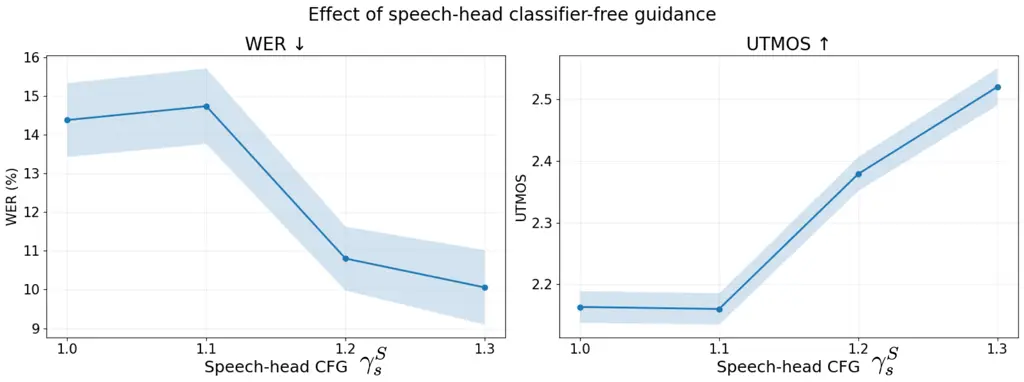 Effect of speech-head classifier-free guidance
WER ↓
16
15
14
13
12
11
10
9
WER (%)
1.0 1.1 1.2 1.3
Speech-head CFG γₛˢ
UTMOS ↑
2.5
2.4
2.3
2.2
UTMOS
1.0 1.1 1.2 1.3
Speech-head CFG γₛˢ